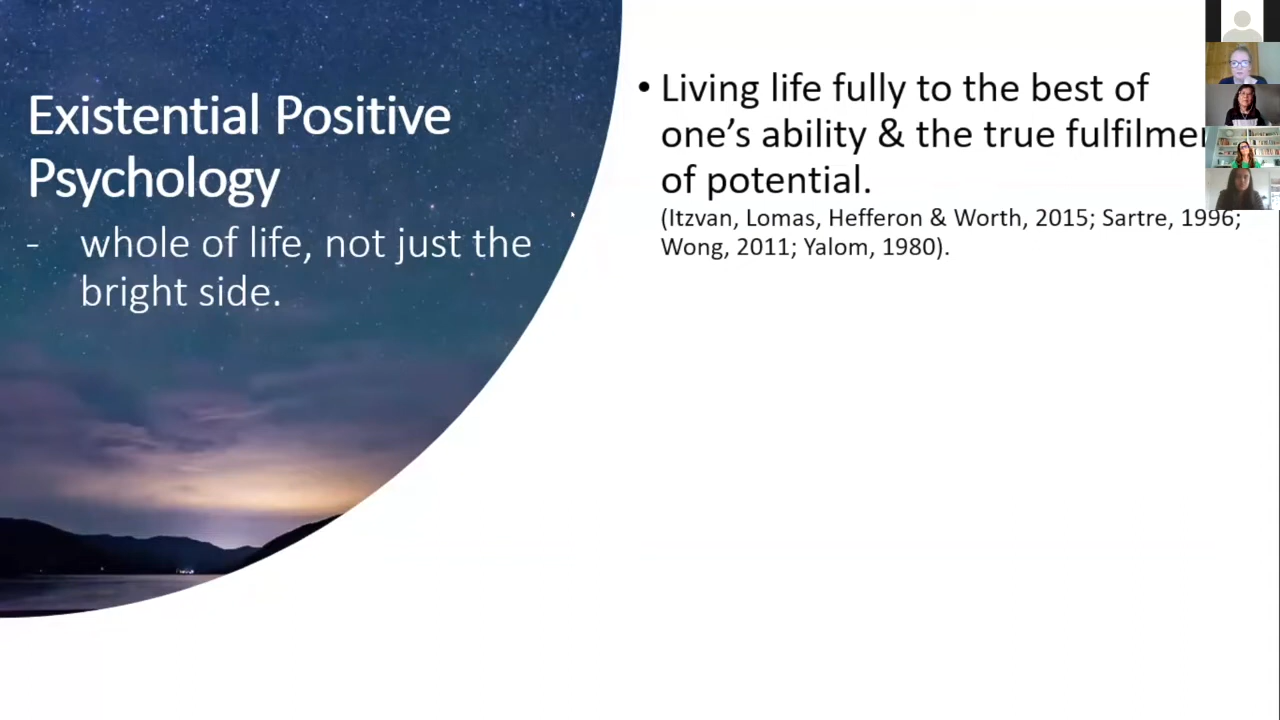 Existential Positive
Psychology
- whole of life, not just the
bright side.
• Living life fully to the best of
one's ability & the true fulfilmer
of potential.
(Itzvan, Lomas, Hefferon & Worth, 2015; Sartre, 1996;
Wong, 2011; Yalom, 1980).